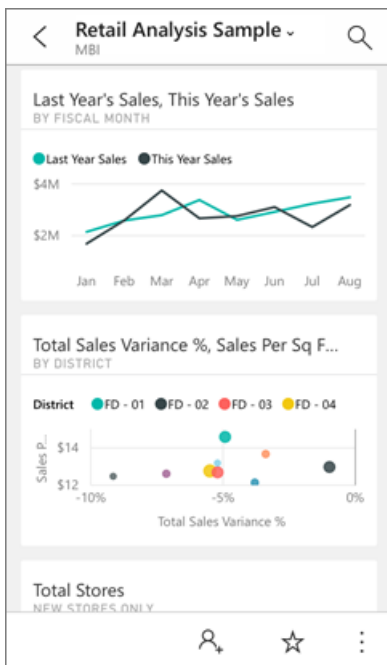 Retail Analysis Sample
MBI
Last Year's Sales, This Year's Sales
BY FISCAL MONTH
Last Year Sales This Year Sales
$4M
$2M
Jan Feb Mar Apr May Jun Jul Aug
Total Sales Variance %, Sales Per Sq F...
BY DISTRICT
District FD - 01 FD - 02 FD - 03 FD - 04
Sales P...
$14
$12
-10% -5% 0%
Total Sales Variance %
Total Stores
NEW STORES ONLY